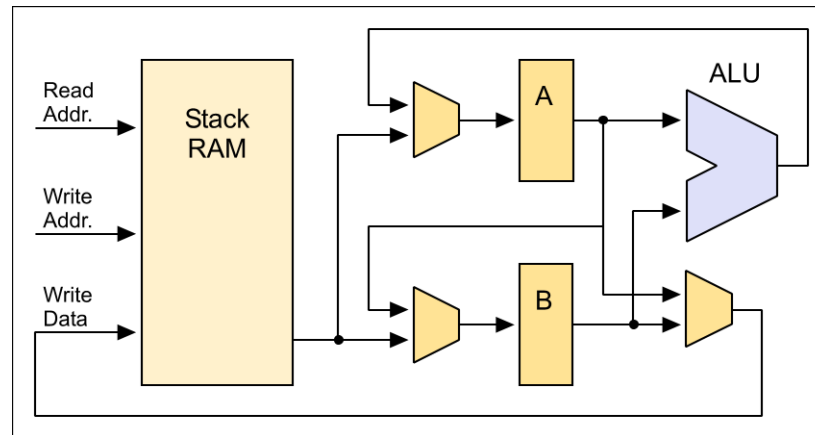 Read
Addr.
Write
Addr.
Write
Data
Stack
RAM
A
B
ALU